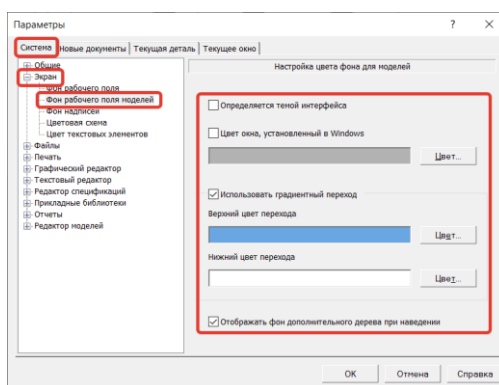 Параметры ? ×
Система Новые документы Текущая деталь Текущее окно
Общие
Экран
Фон рабочего поля
Фон рабочего поля моделей
Фон надписей
Цветовая схема
Цвет текстовых элементов
Файлы
Печать
Графический редактор
Текстовый редактор
Редактор спецификаций
Прикладные библиотеки
Отчеты
Редактор моделей
Настройка цвета фона для моделей
Определяется темой интерфейса
Цвет окна, установленный в Windows
Цвет...
Использовать градиентный переход
Верхний цвет перехода
Цвет...
Нижний цвет перехода
Цвет...
Отображать фон дополнительного дерева при наведении
ОК Отмена Справка